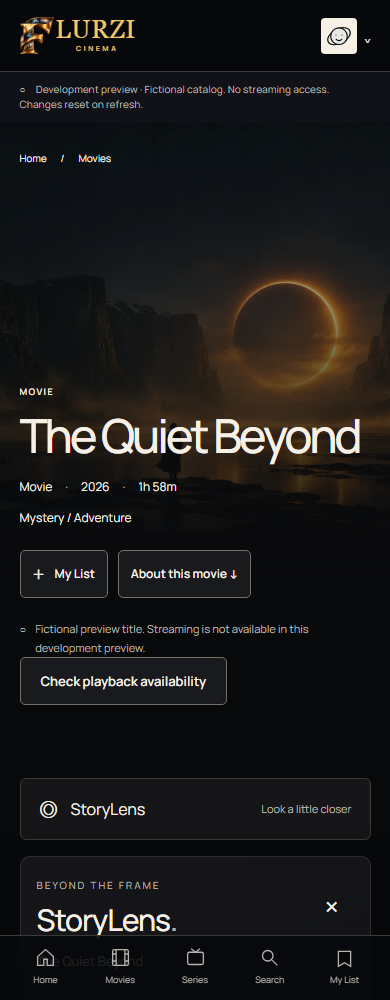 FLURZI
CINEMA
Development preview · Fictional catalog. No streaming access.
Changes reset on refresh.
Home / Movies
MOVIE
The Quiet Beyond
Movie · 2026 · 1h 58m
Mystery / Adventure
+ My List
About this movie ↓
Fictional preview title. Streaming is not available in this
development preview.
Check playback availability
StoryLens
Look a little closer
BEYOND THE FRAME
StoryLens.
×
The Quiet Beyond
Home
Movies
Series
Search
My List